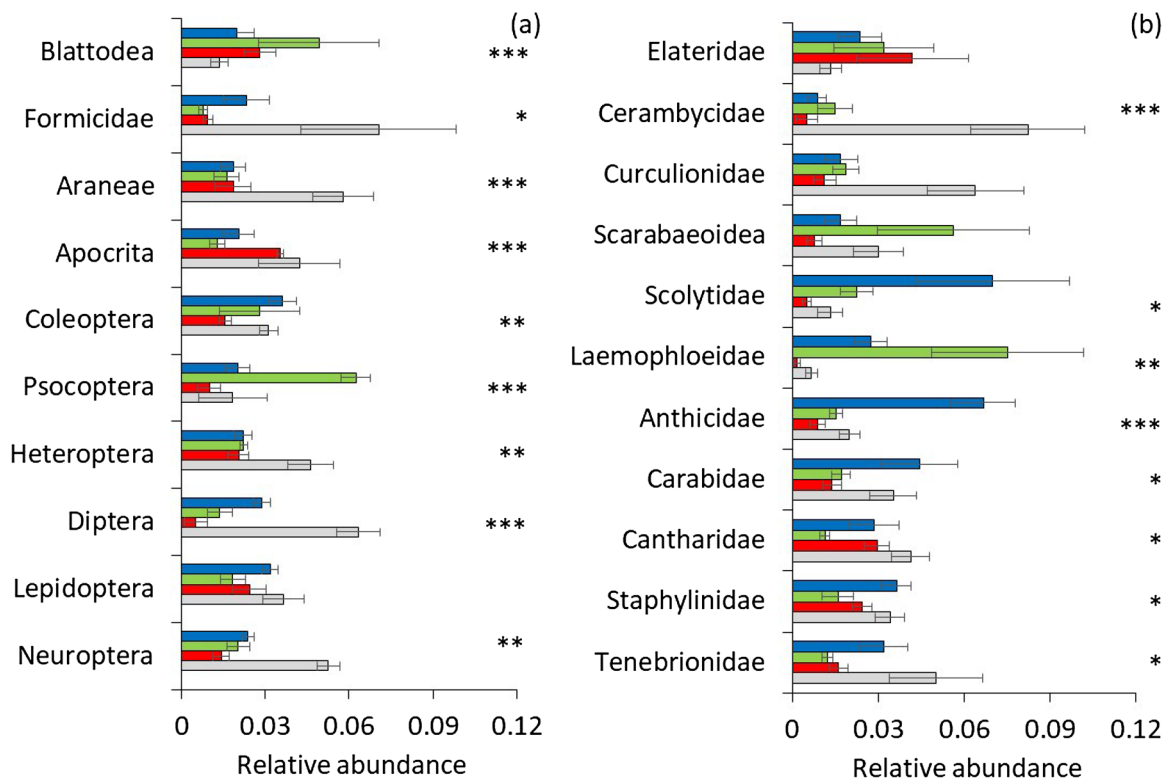 (a)
Blattodea ***
Formicidae *
Araneae ***
Apocrita ***
Coleoptera **
Psocoptera ***
Heteroptera **
Diptera ***
Lepidoptera
Neuroptera **
0 0.03 0.06 0.09 0.12
Relative abundance
(b)
Elateridae
Cerambycidae ***
Curculionidae
Scarabaeoidea
Scolytidae *
Laemophloeidae **
Anthicidae ***
Carabidae *
Cantharidae *
Staphylinidae *
Tenebrionidae *
0 0.03 0.06 0.09 0.12
Relative abundance